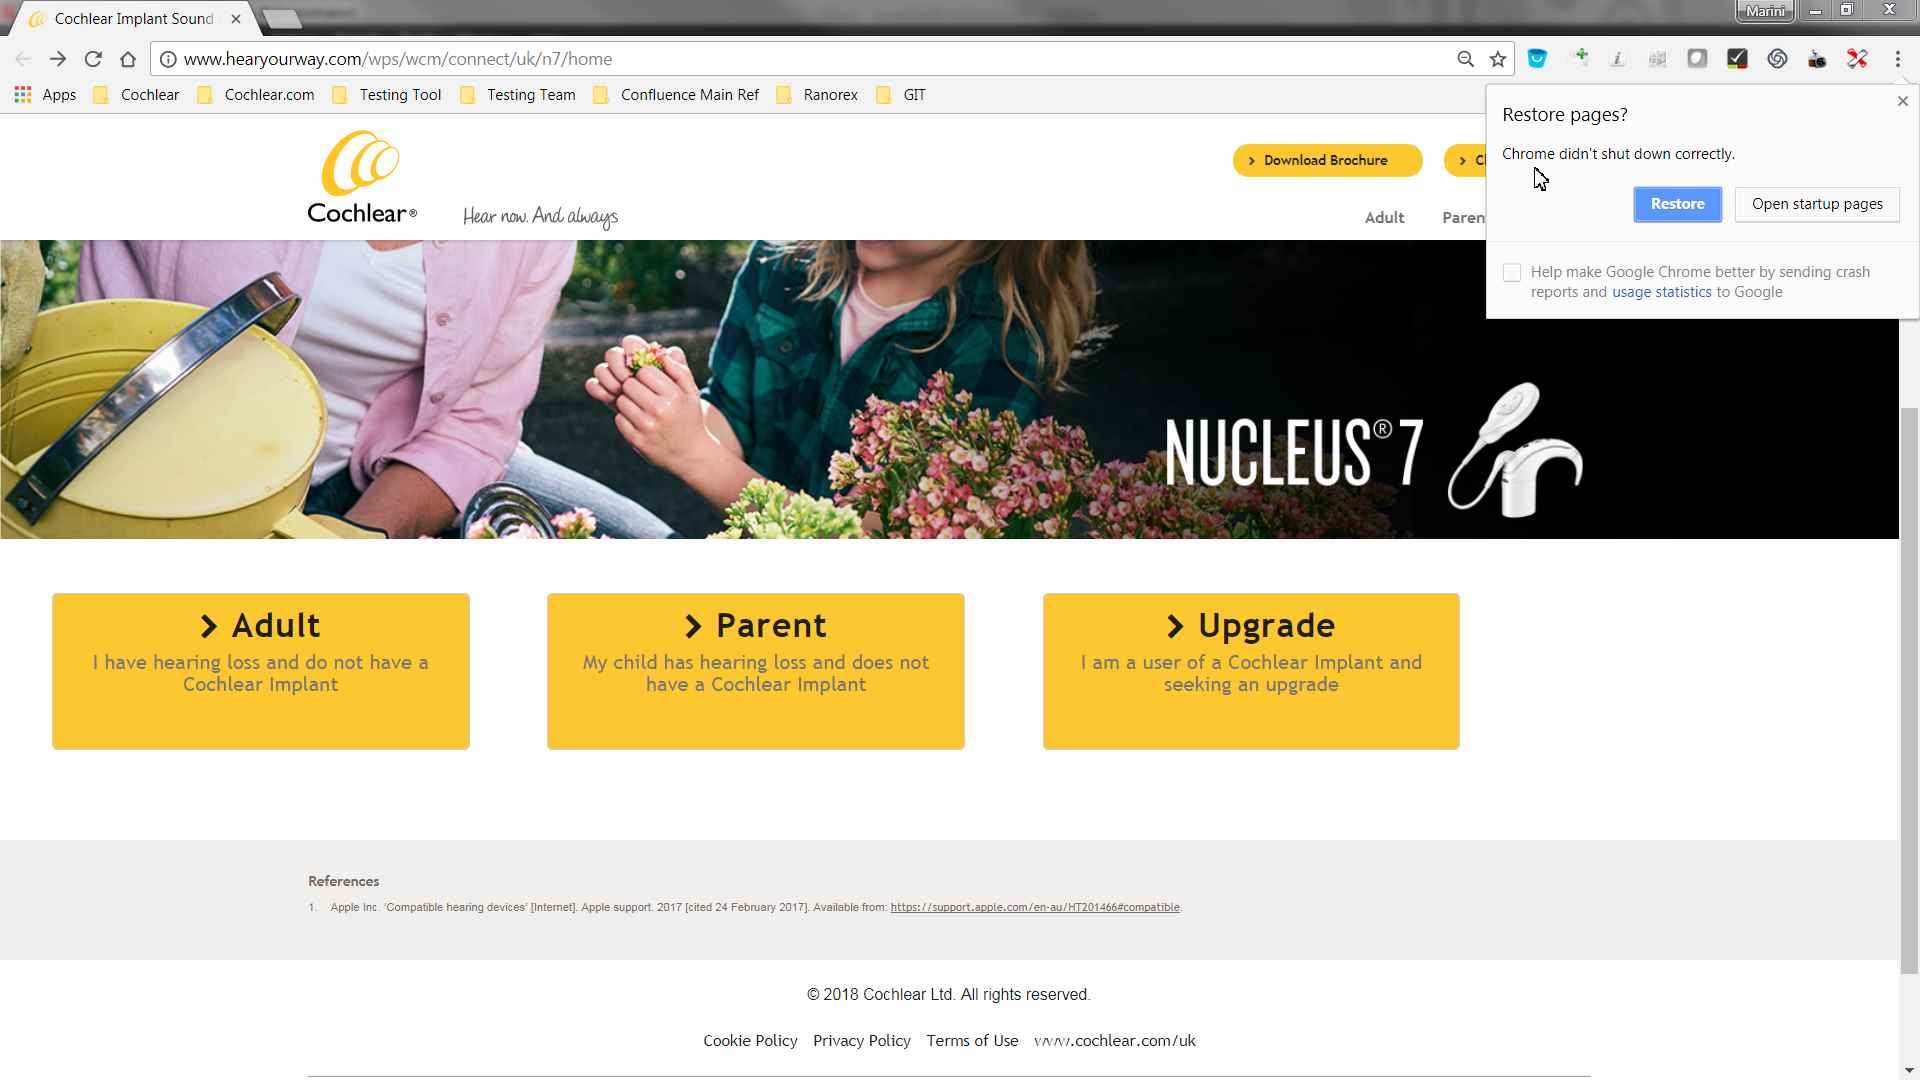 Cochlear Implant Sound
Marini
www.hearyourway.com/wps/wcm/connect/uk/n7/home
Apps Cochlear Cochlear.com Testing Tool Testing Team Confluence Main Ref Ranorex GIT
Restore pages?
Chrome didn't shut down correctly.
Restore Open startup pages
Help make Google Chrome better by sending crash
reports and usage statistics to Google
Download Brochure
Cochlear®
Hear now. And always
Adult
NUCLEUS® 7
Adult
I have hearing loss and do not have a
Cochlear Implant
Parent
My child has hearing loss and does not
have a Cochlear Implant
Upgrade
I am a user of a Cochlear Implant and
seeking an upgrade
References
1. Apple Inc. 'Compatible hearing devices' [Internet]. Apple support. 2017 [cited 24 February 2017]. Available from: https://support.apple.com/en-au/HT201466#compatible.
© 2018 Cochlear Ltd. All rights reserved.
Cookie Policy Privacy Policy Terms of Use www.cochlear.com/uk